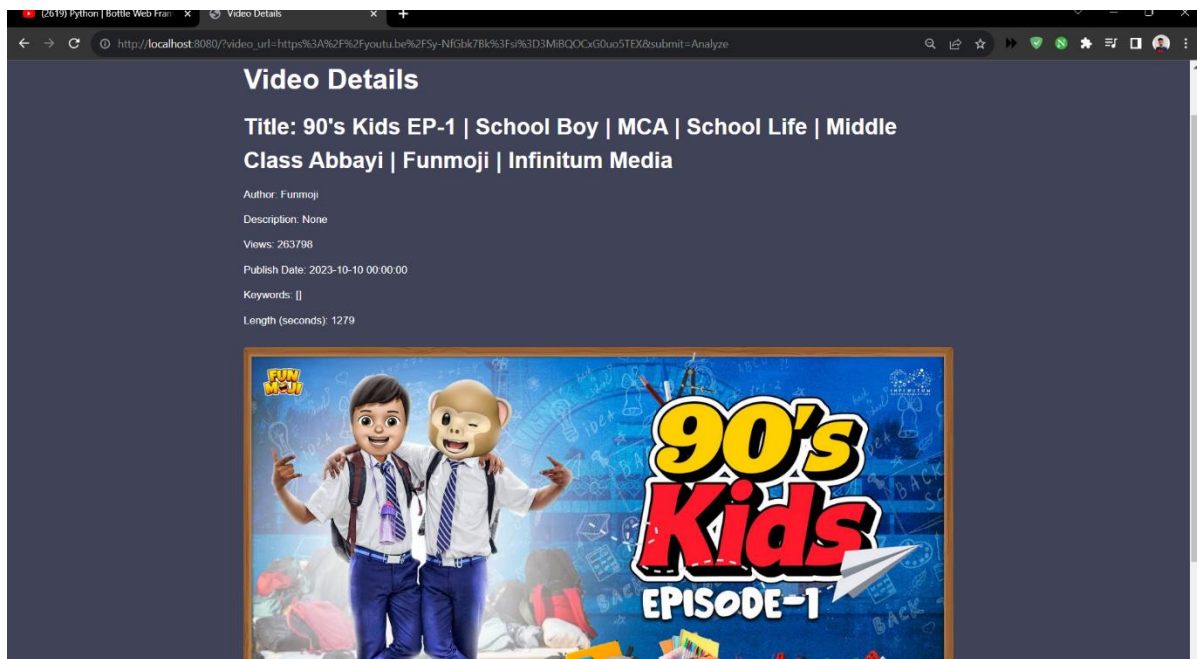 (2619) Python | Bottle Web Fram
Video Details
http://localhost:8080/?video_url=https%3A%2F%2Fyoutu.be%2FSy-NfGbk7Bk%3Fsi%3D3MiBQOCxG0uo5TEX&submit=Analyze
Video Details
Title: 90's Kids EP-1 | School Boy | MCA | School Life | Middle
Class Abbayi | Funmoji | Infinitum Media
Author: Funmoji
Description: None
Views: 263798
Publish Date: 2023-10-10 00:00:00
Keywords: []
Length (seconds): 1279
FUN
MOJI
INFINITUM
90's
Kids
EPISODE-1